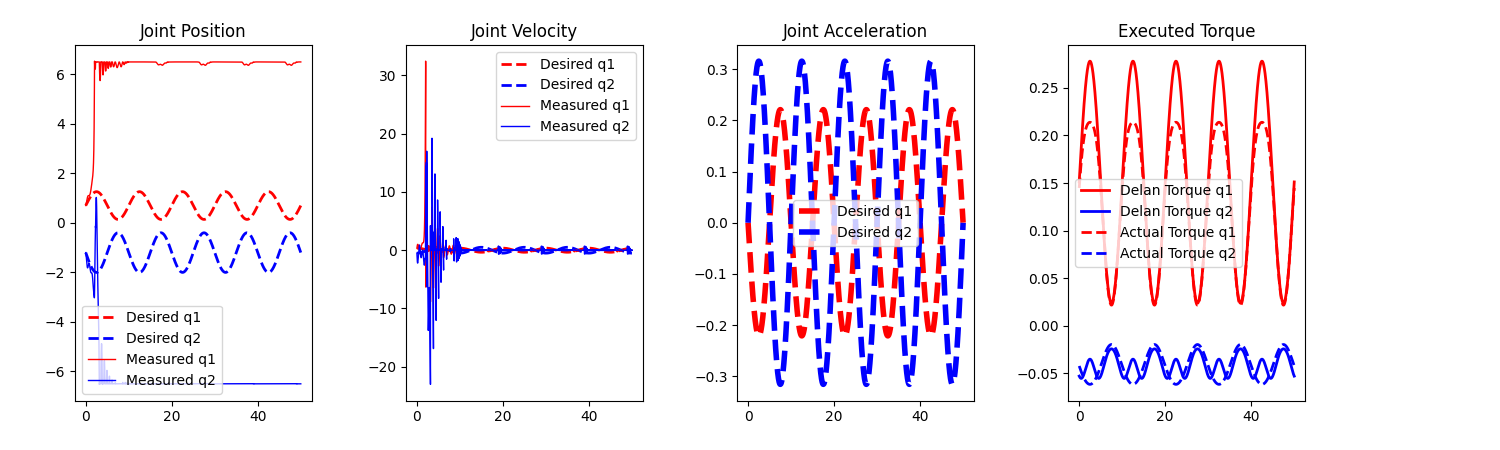 Joint Position
6
4
2
0
−2
−4
−6
0
20
40
Desired q1
Desired q2
Measured q1
Measured q2
Joint Velocity
30
20
10
0
−10
−20
0
20
40
Desired q1
Desired q2
Measured q1
Measured q2
Joint Acceleration
0.3
0.2
0.1
0.0
−0.1
−0.2
−0.3
0
20
40
Desired q1
Desired q2
Executed Torque
0.25
0.20
0.15
0.10
0.05
0.00
−0.05
0
20
40
Delan Torque q1
Delan Torque q2
Actual Torque q1
Actual Torque q2